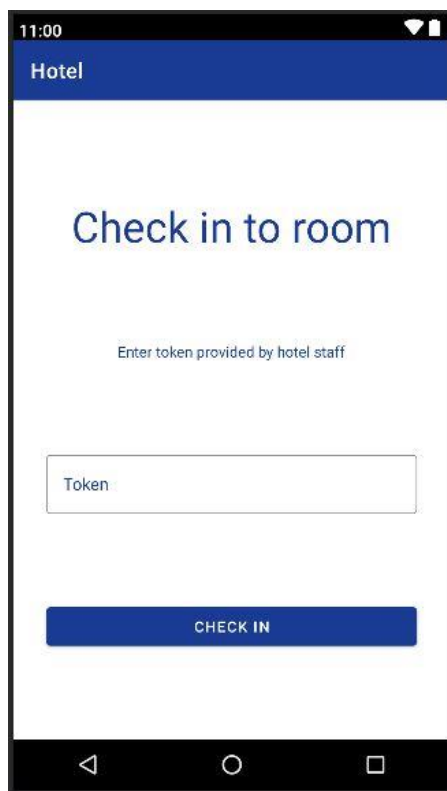 11:00
Hotel
Check in to room
Enter token provided by hotel staff
Token
CHECK IN